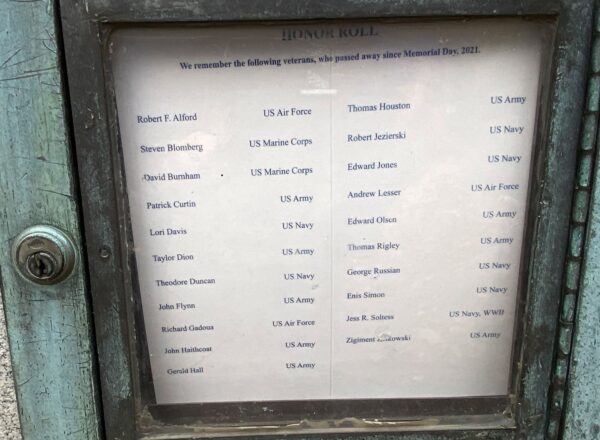 HONOR ROLL
We remember the following veterans, who passed away since Memorial Day, 2021.
Robert F. Alford US Air Force
Steven Blomberg US Marine Corps
David Burnham US Marine Corps
Patrick Curtin US Army
Lori Davis US Navy
Taylor Dion US Army
Theodore Duncan US Navy
John Flynn US Army
Richard Gadoua US Air Force
John Haithcoat US Army
Gerald Hall US Army
Thomas Houston US Army
Robert Jezierski US Navy
Edward Jones US Navy
Andrew Lesser US Air Force
Edward Olsen US Army
Thomas Rigley US Army
George Russian US Navy
Enis Simon US Navy
Jess R. Soltess US Navy, WWII
Zigiment US Army